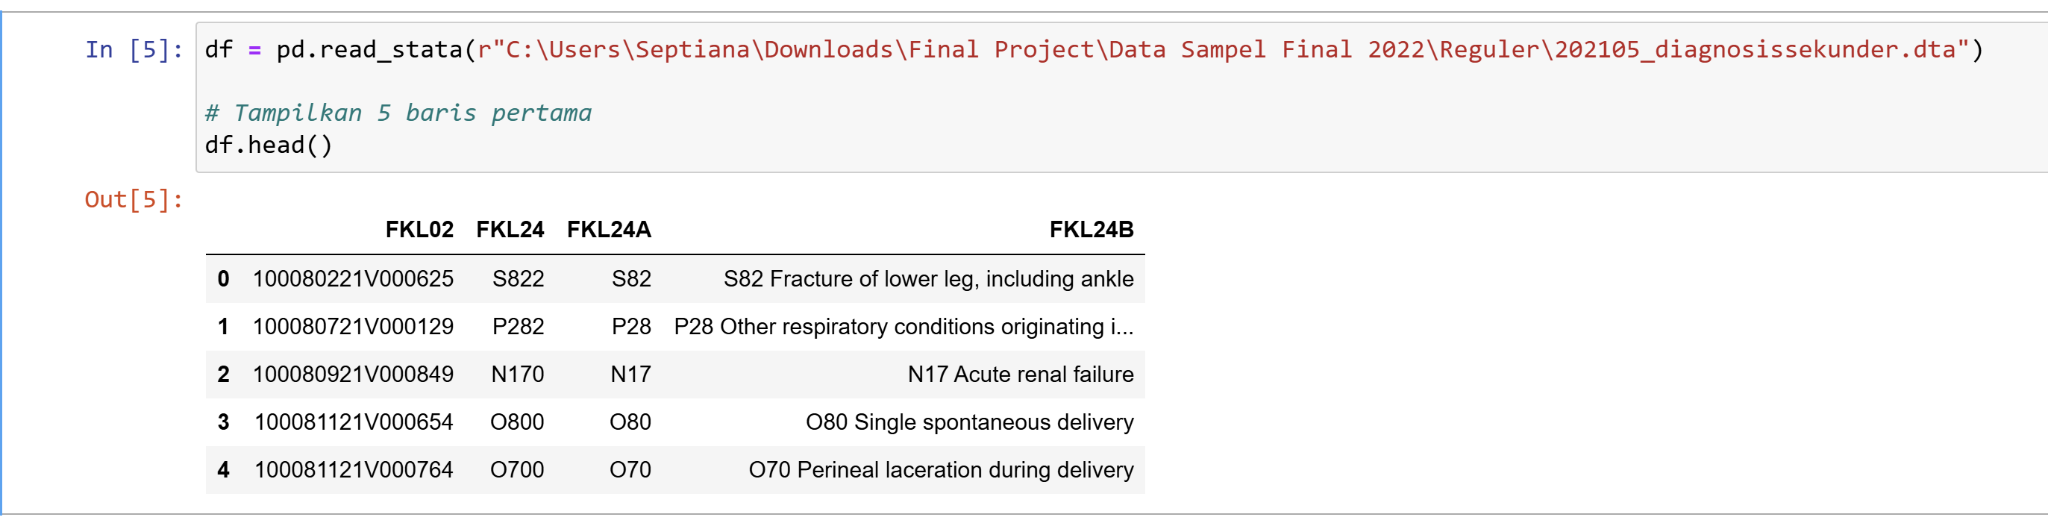 In [5]: df = pd.read_stata(r"C:\Users\Septiana\Downloads\Final Project\Data Sampel Final 2022\Reguler\202105_diagnosissekunder.dta")
# Tampilkan 5 baris pertama
df.head()
Out[5]:
FKL02 FKL24 FKL24A FKL24B
0 100080221V000625 S822 S82 S82 Fracture of lower leg, including ankle
1 100080721V000129 P282 P28 P28 Other respiratory conditions originating i...
2 100080921V000849 N170 N17 N17 Acute renal failure
3 100081121V000654 O800 O80 O80 Single spontaneous delivery
4 100081121V000764 O700 O70 O70 Perineal laceration during delivery